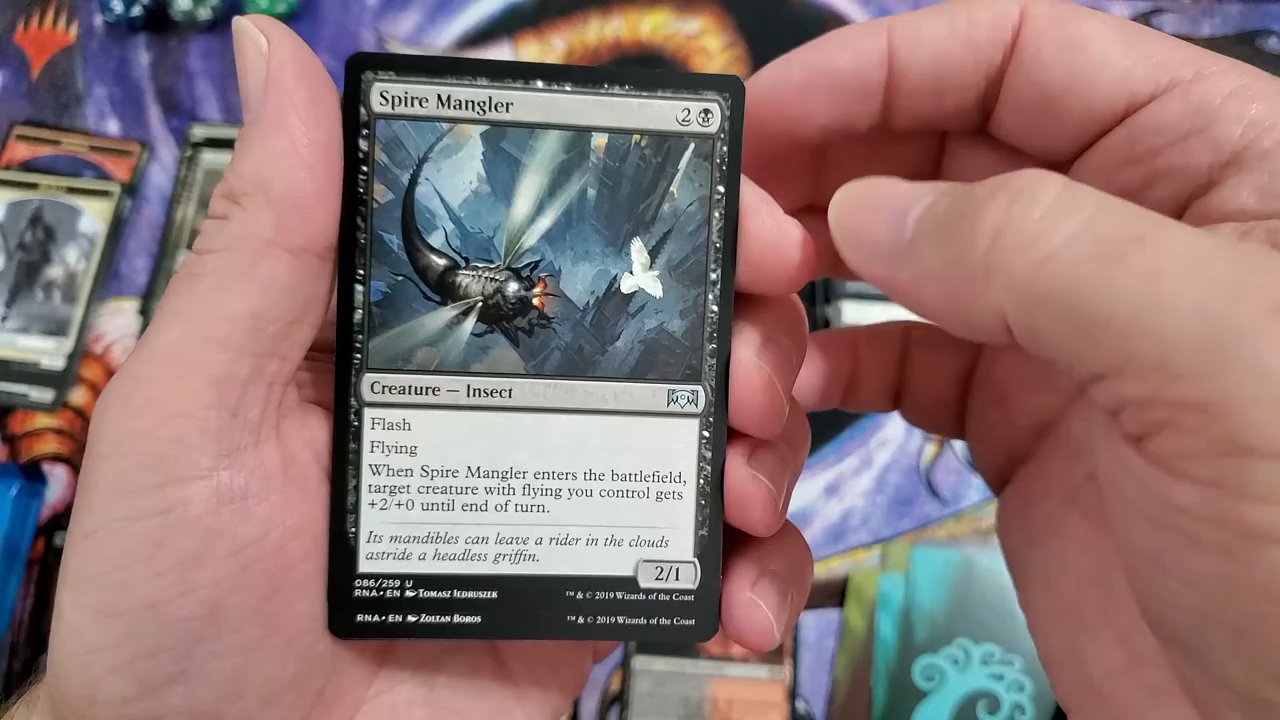 Spire Mangler 2
Creature — Insect
Flash
Flying
When Spire Mangler enters the battlefield,
target creature with flying you control gets
+2/+0 until end of turn.
Its mandibles can leave a rider in the clouds
astride a headless griffin.
2/1
086/259 U
RNA • EN Tomasz Jedruszek ™ & © 2019 Wizards of the Coast
RNA • EN Zoltan Boros ™ & © 2019 Wizards of the Coast